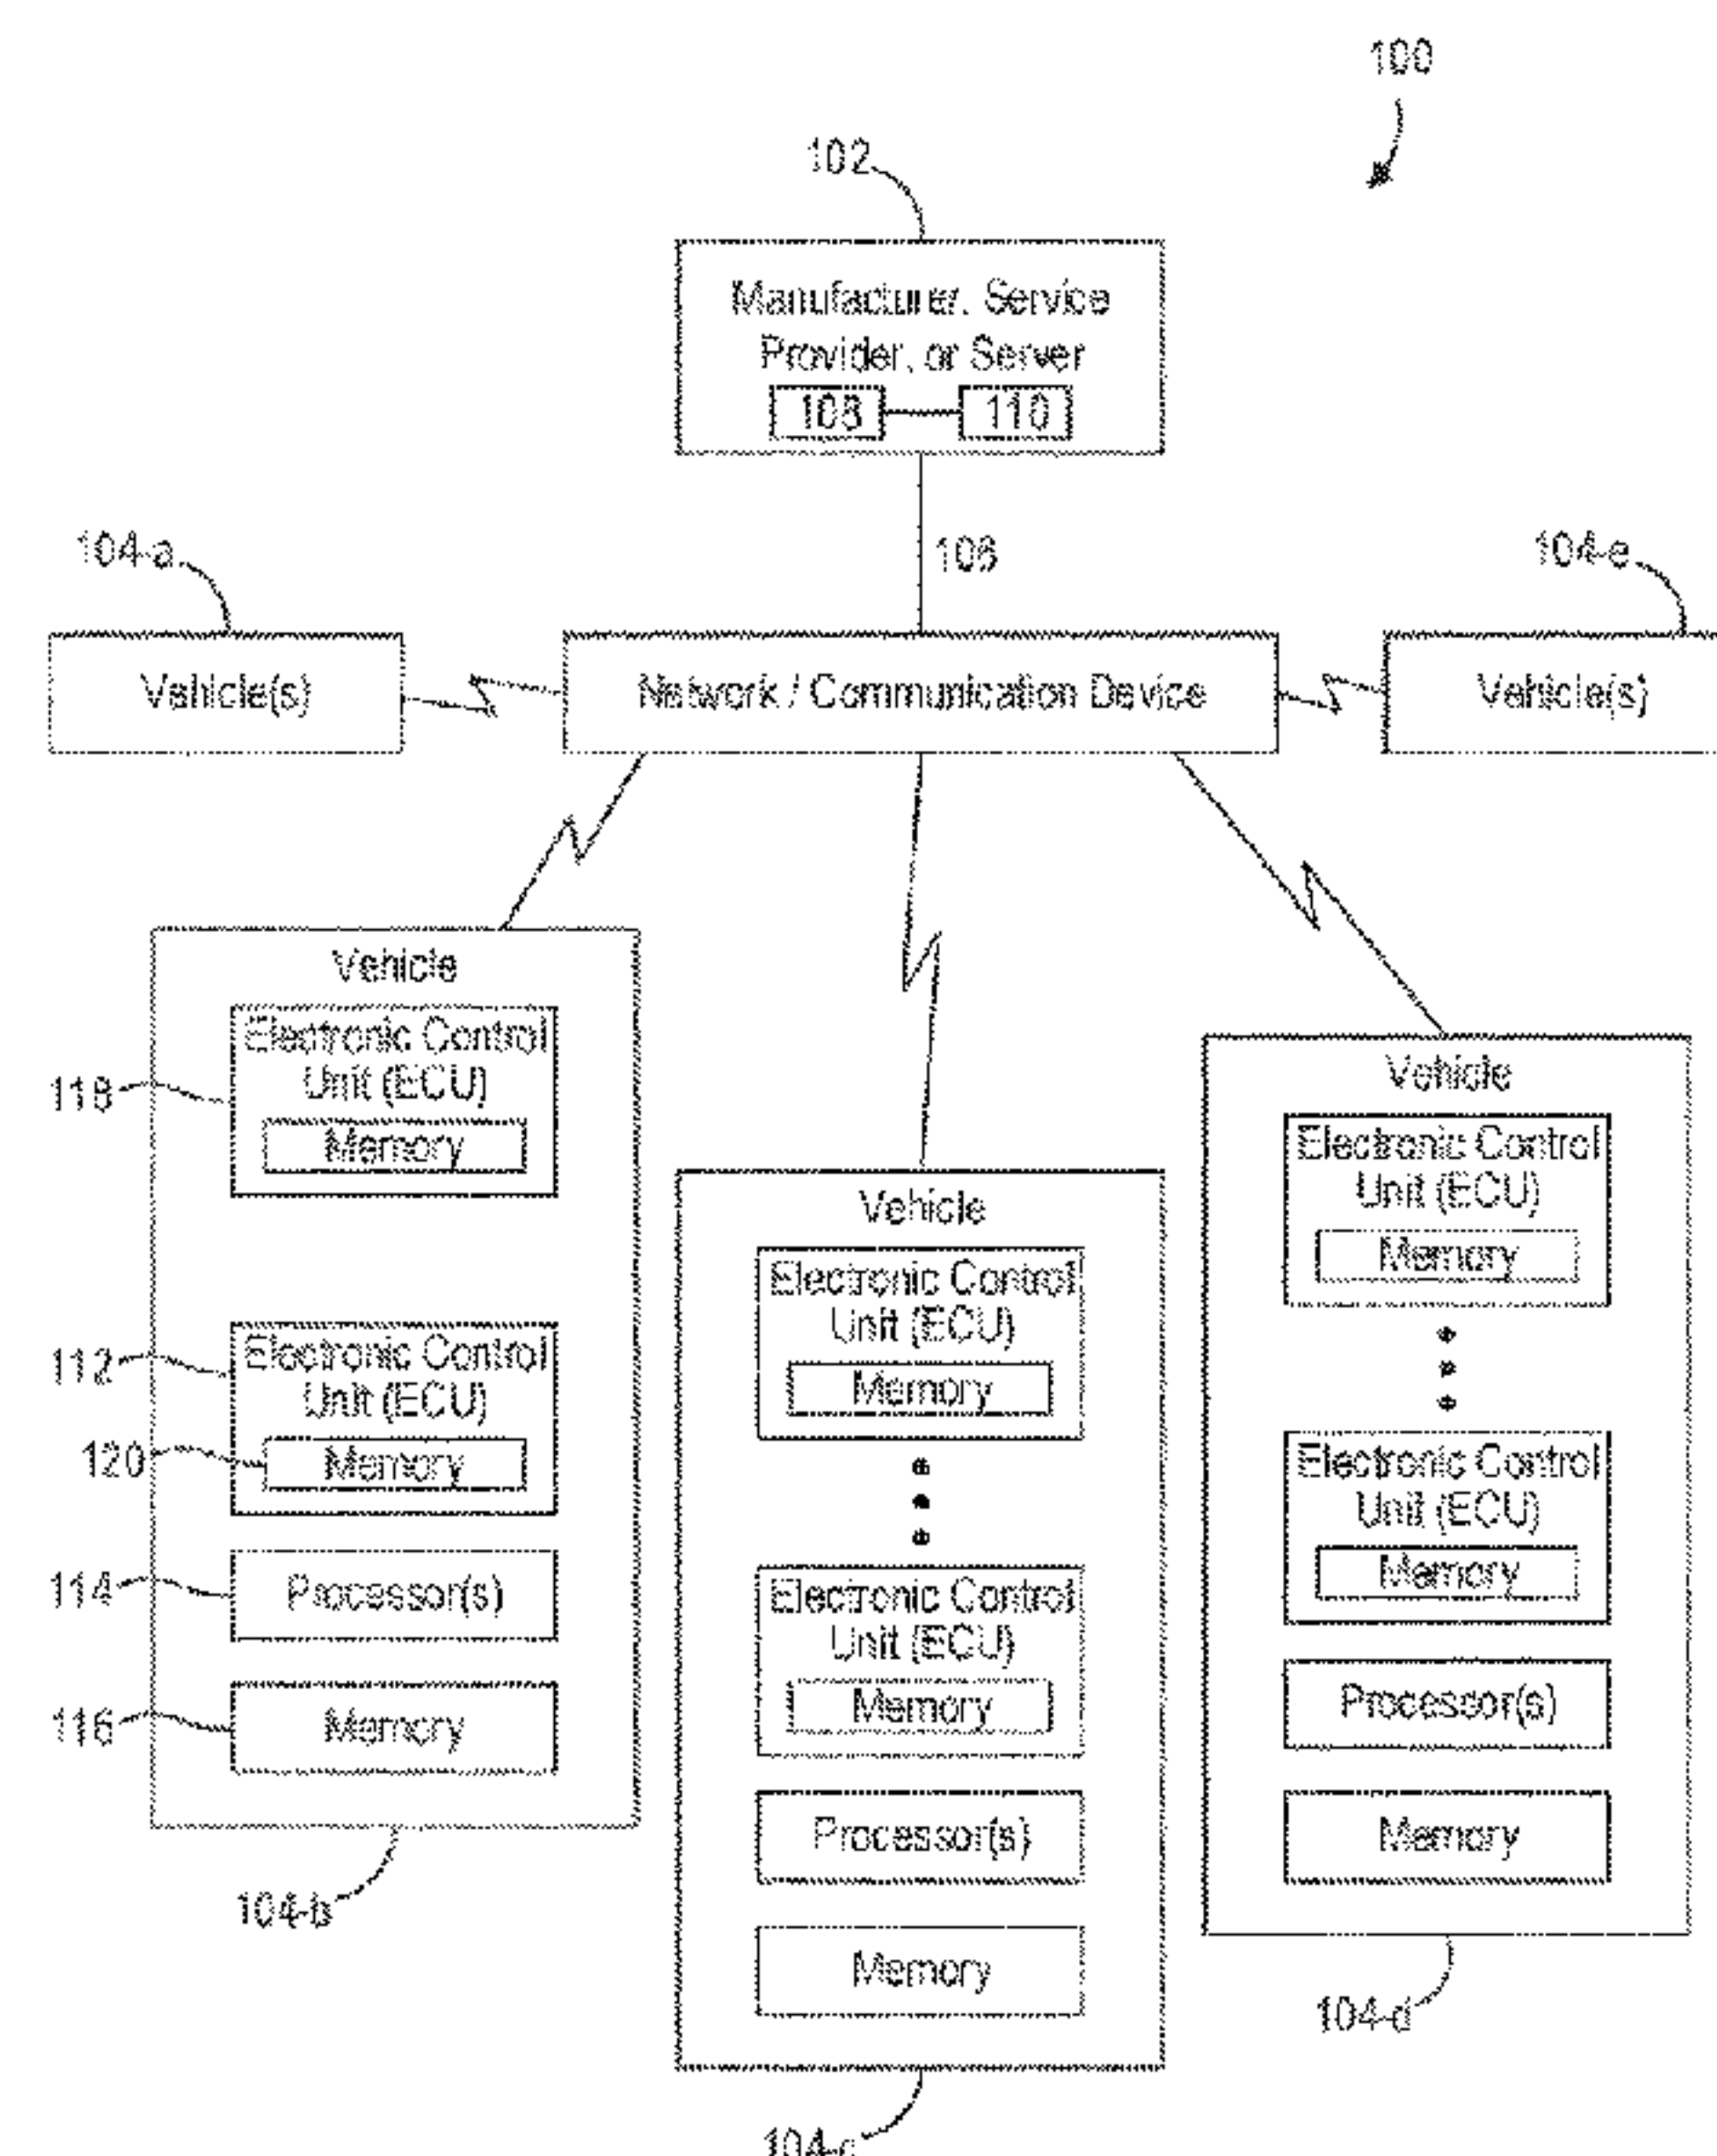 100
102
Manufacturer, Service
Provider, or Server
108
110
106
104-a
104-e
Vehicle(s)
Network / Communication Device
Vehicle(s)
Vehicle
Electronic Control
Unit (ECU)
Memory
118
Electronic Control
Unit (ECU)
Memory
112
120
Processor(s)
114
Memory
116
104-b
Vehicle
Electronic Control
Unit (ECU)
Memory
Electronic Control
Unit (ECU)
Memory
Processor(s)
Memory
104-c
Vehicle
Electronic Control
Unit (ECU)
Memory
Electronic Control
Unit (ECU)
Memory
Processor(s)
Memory
104-d